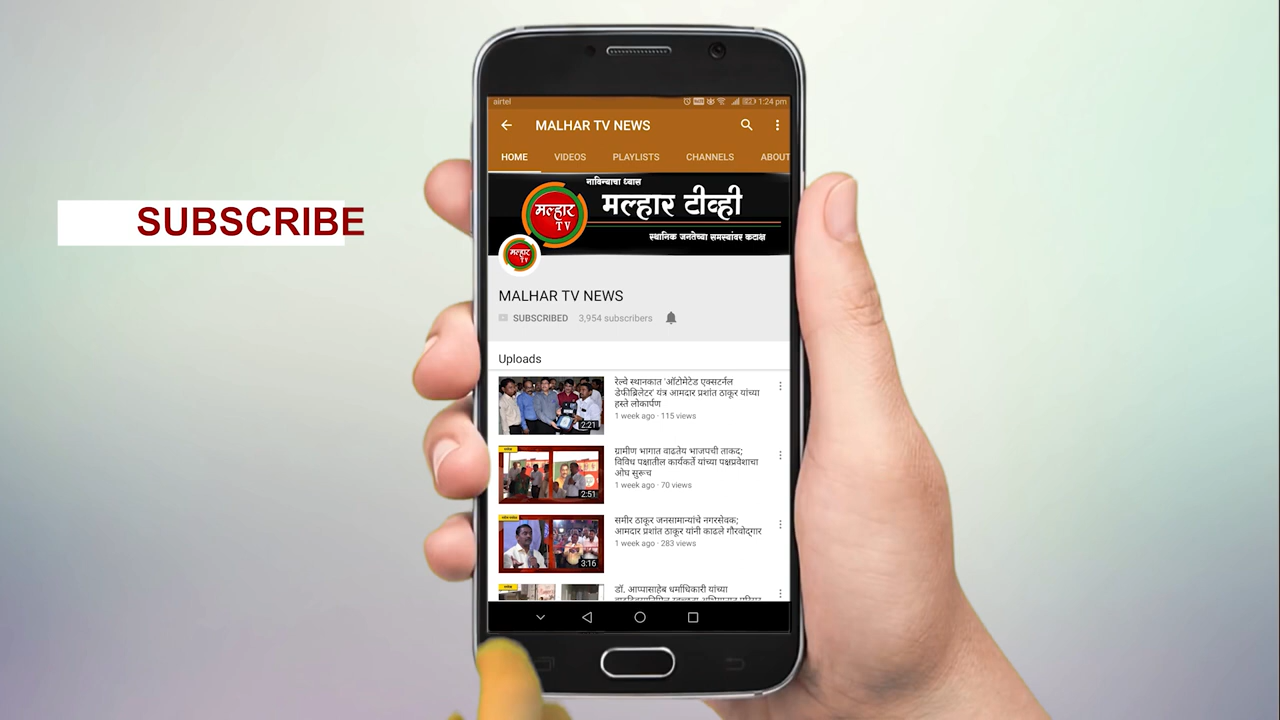 SUBSCRIBE
airtel
1:24 pm
MALHAR TV NEWS
HOME VIDEOS PLAYLISTS CHANNELS ABOUT
नाविन्याचा ध्यास
मल्हार टीव्ही
मल्हार
TV
स्थानिक जनतेच्या समस्यांवर कटाक्ष
मल्हार
TV
MALHAR TV NEWS
SUBSCRIBED 3,954 subscribers
Uploads
रेल्वे स्थानकात 'ऑटोमेटेड एक्सटर्नल
डेफीब्रिलेटर' यंत्र आमदार प्रशांत ठाकूर यांच्या
हस्ते लोकार्पण
1 week ago · 115 views
2:21
ग्रामीण भागात वाढतेय भाजपची ताकद;
विविध पक्षातील कार्यकर्ते यांच्या पक्षप्रवेशाचा
ओघ सुरूच
1 week ago · 70 views
2:51
समीर ठाकूर जनसामान्यांचे नगरसेवक;
आमदार प्रशांत ठाकूर यांनी काढले गौरवोद्‌गार
1 week ago · 283 views
3:16
डॉ. आप्पासाहेब धर्माधिकारी यांच्या